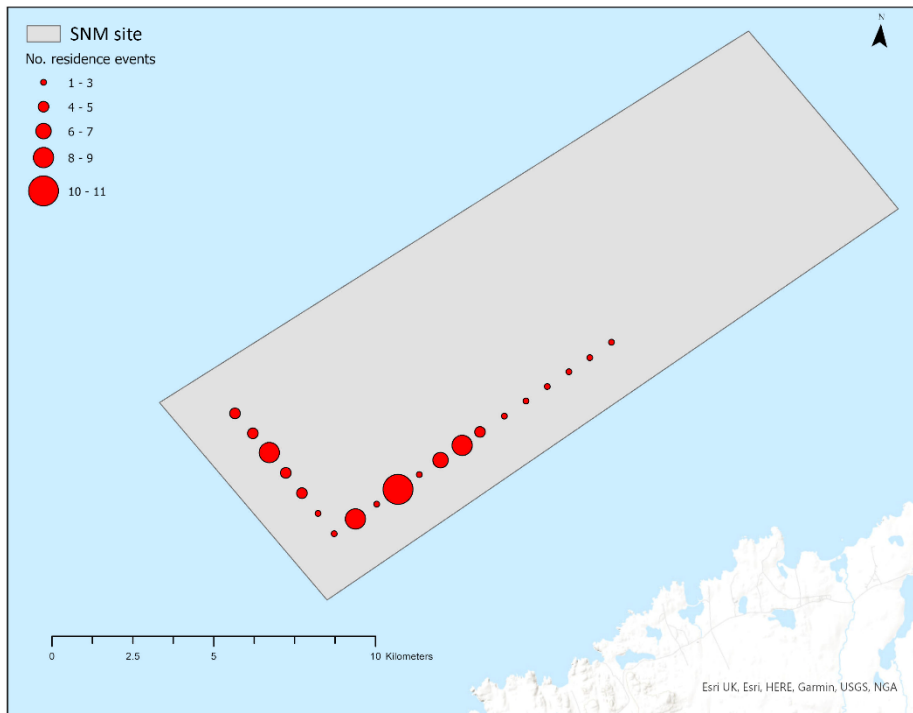 SNM site
No. residence events
1 - 3
4 - 5
6 - 7
8 - 9
10 - 11
N
0 2.5 5 10 Kilometers
Esri UK, Esri, HERE, Garmin, USGS, NGA